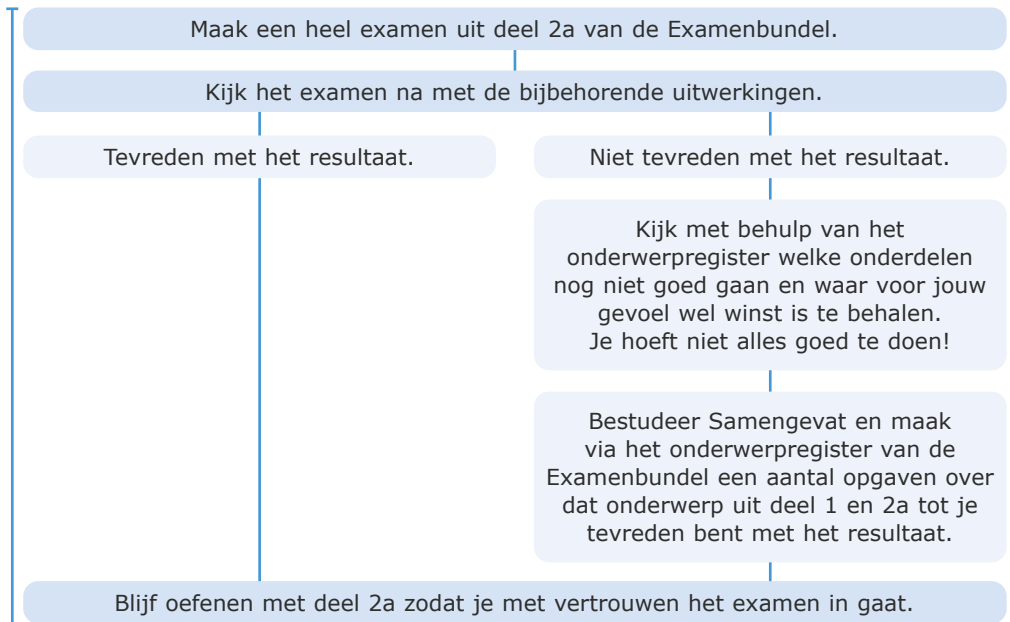 Maak een heel examen uit deel 2a van de Examenbundel.
Kijk het examen na met de bijbehorende uitwerkingen.
Tevreden met het resultaat.
Niet tevreden met het resultaat.
Kijk met behulp van het
onderwerpregister welke onderdelen
nog niet goed gaan en waar voor jouw
gevoel wel winst is te behalen.
Je hoeft niet alles goed te doen!
Bestudeer Samengevat en maak
via het onderwerpregister van de
Examenbundel een aantal opgaven over
dat onderwerp uit deel 1 en 2a tot je
tevreden bent met het resultaat.
Blijf oefenen met deel 2a zodat je met vertrouwen het examen in gaat.